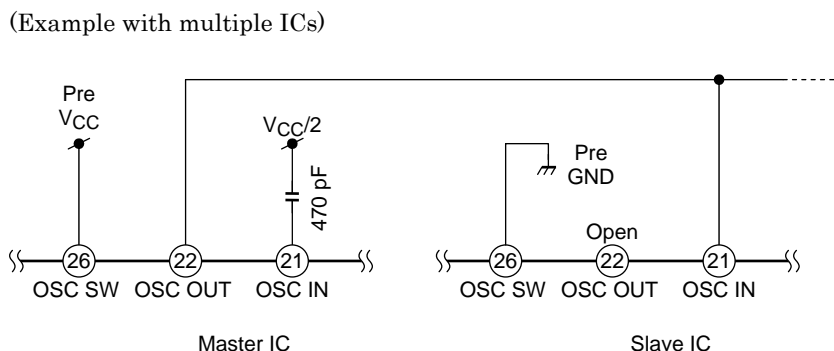 (Example with multiple ICs)
Pre
VCC
VCC/2
470 pF
Pre
GND
Open
26
22
21
26
22
21
OSC SW
OSC OUT
OSC IN
OSC SW
OSC OUT
OSC IN
Master IC
Slave IC